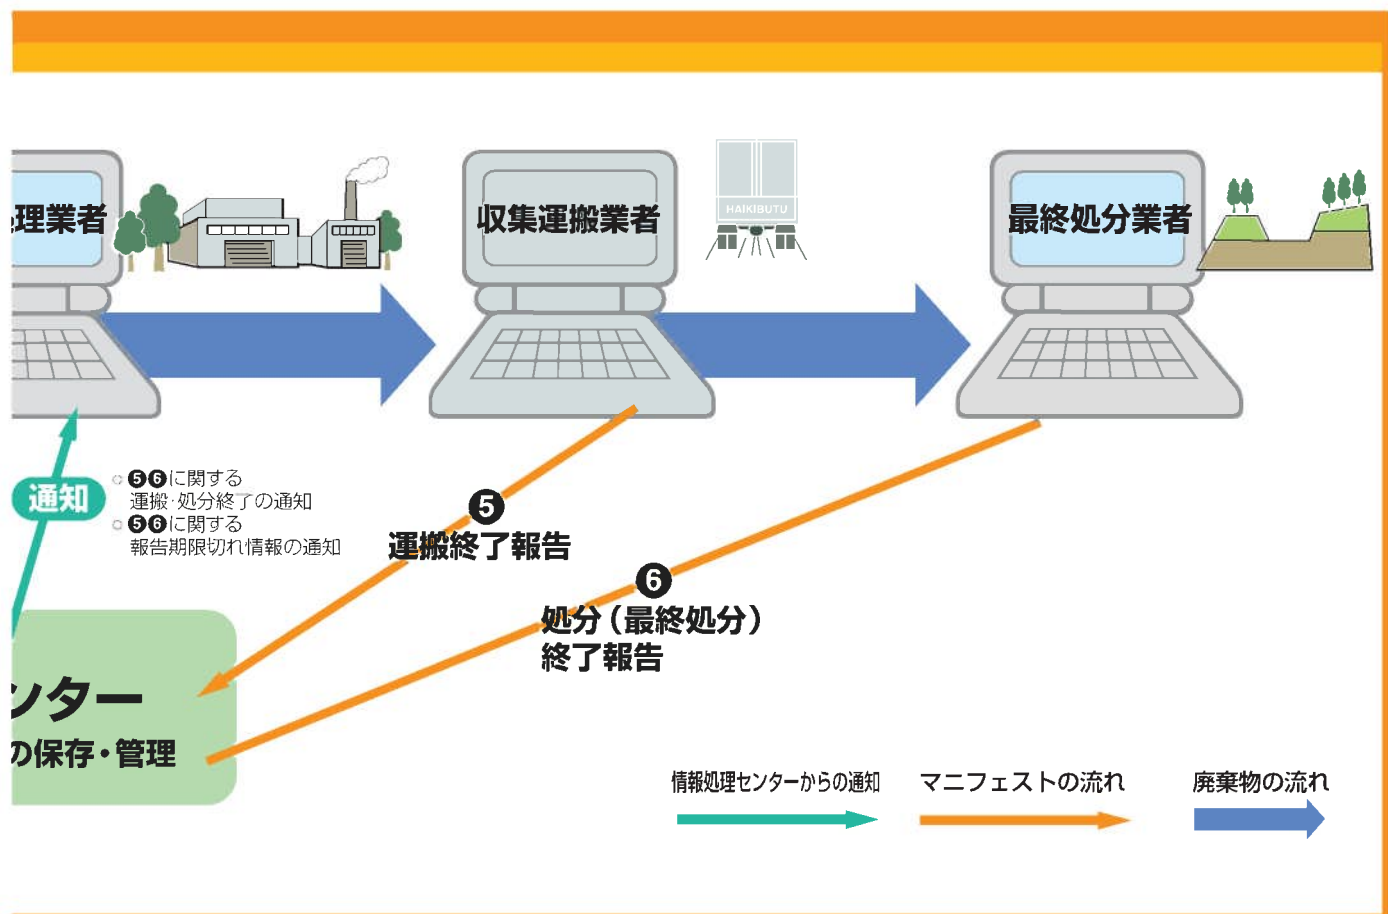 理業者
収集運搬業者
HAIKIBUTU
最終処分業者
通知
❺❻に関する
運搬・処分終了の通知
❺❻に関する
報告期限切れ情報の通知
❺
運搬終了報告
❻
処分（最終処分）
終了報告
ンター
の保存・管理
情報処理センターからの通知
マニフェストの流れ
廃棄物の流れ